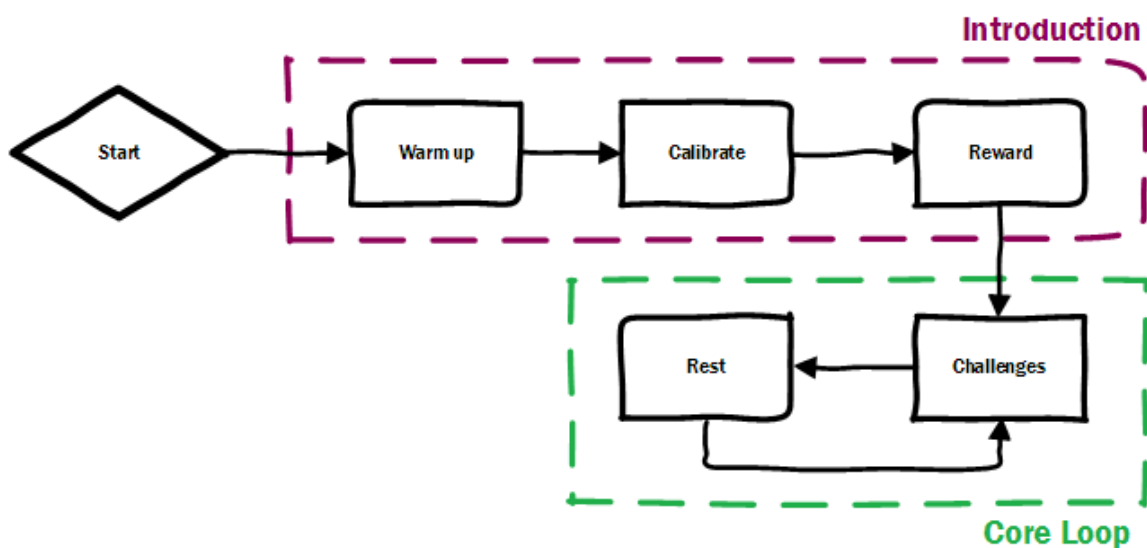 Introduction
Start
Warm up
Calibrate
Reward
Rest
Challenges
Core Loop